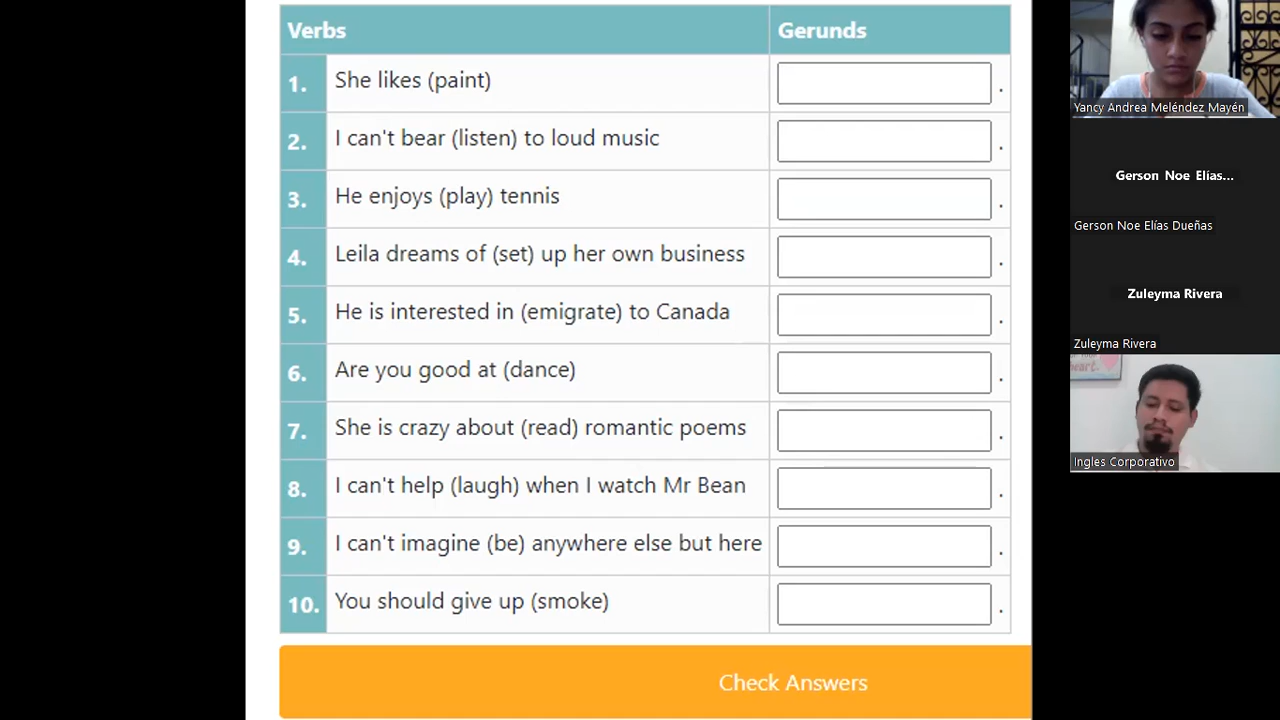 Verbs Gerunds
1. She likes (paint) .
2. I can't bear (listen) to loud music .
3. He enjoys (play) tennis .
4. Leila dreams of (set) up her own business .
5. He is interested in (emigrate) to Canada .
6. Are you good at (dance) .
7. She is crazy about (read) romantic poems .
8. I can't help (laugh) when I watch Mr Bean .
9. I can't imagine (be) anywhere else but here .
10. You should give up (smoke) .
Check Answers
Yancy Andrea Meléndez Mayén
Gerson Noe Elías...
Gerson Noe Elías Dueñas
Zuleyma Rivera
Zuleyma Rivera
heart.
Ingles Corporativo